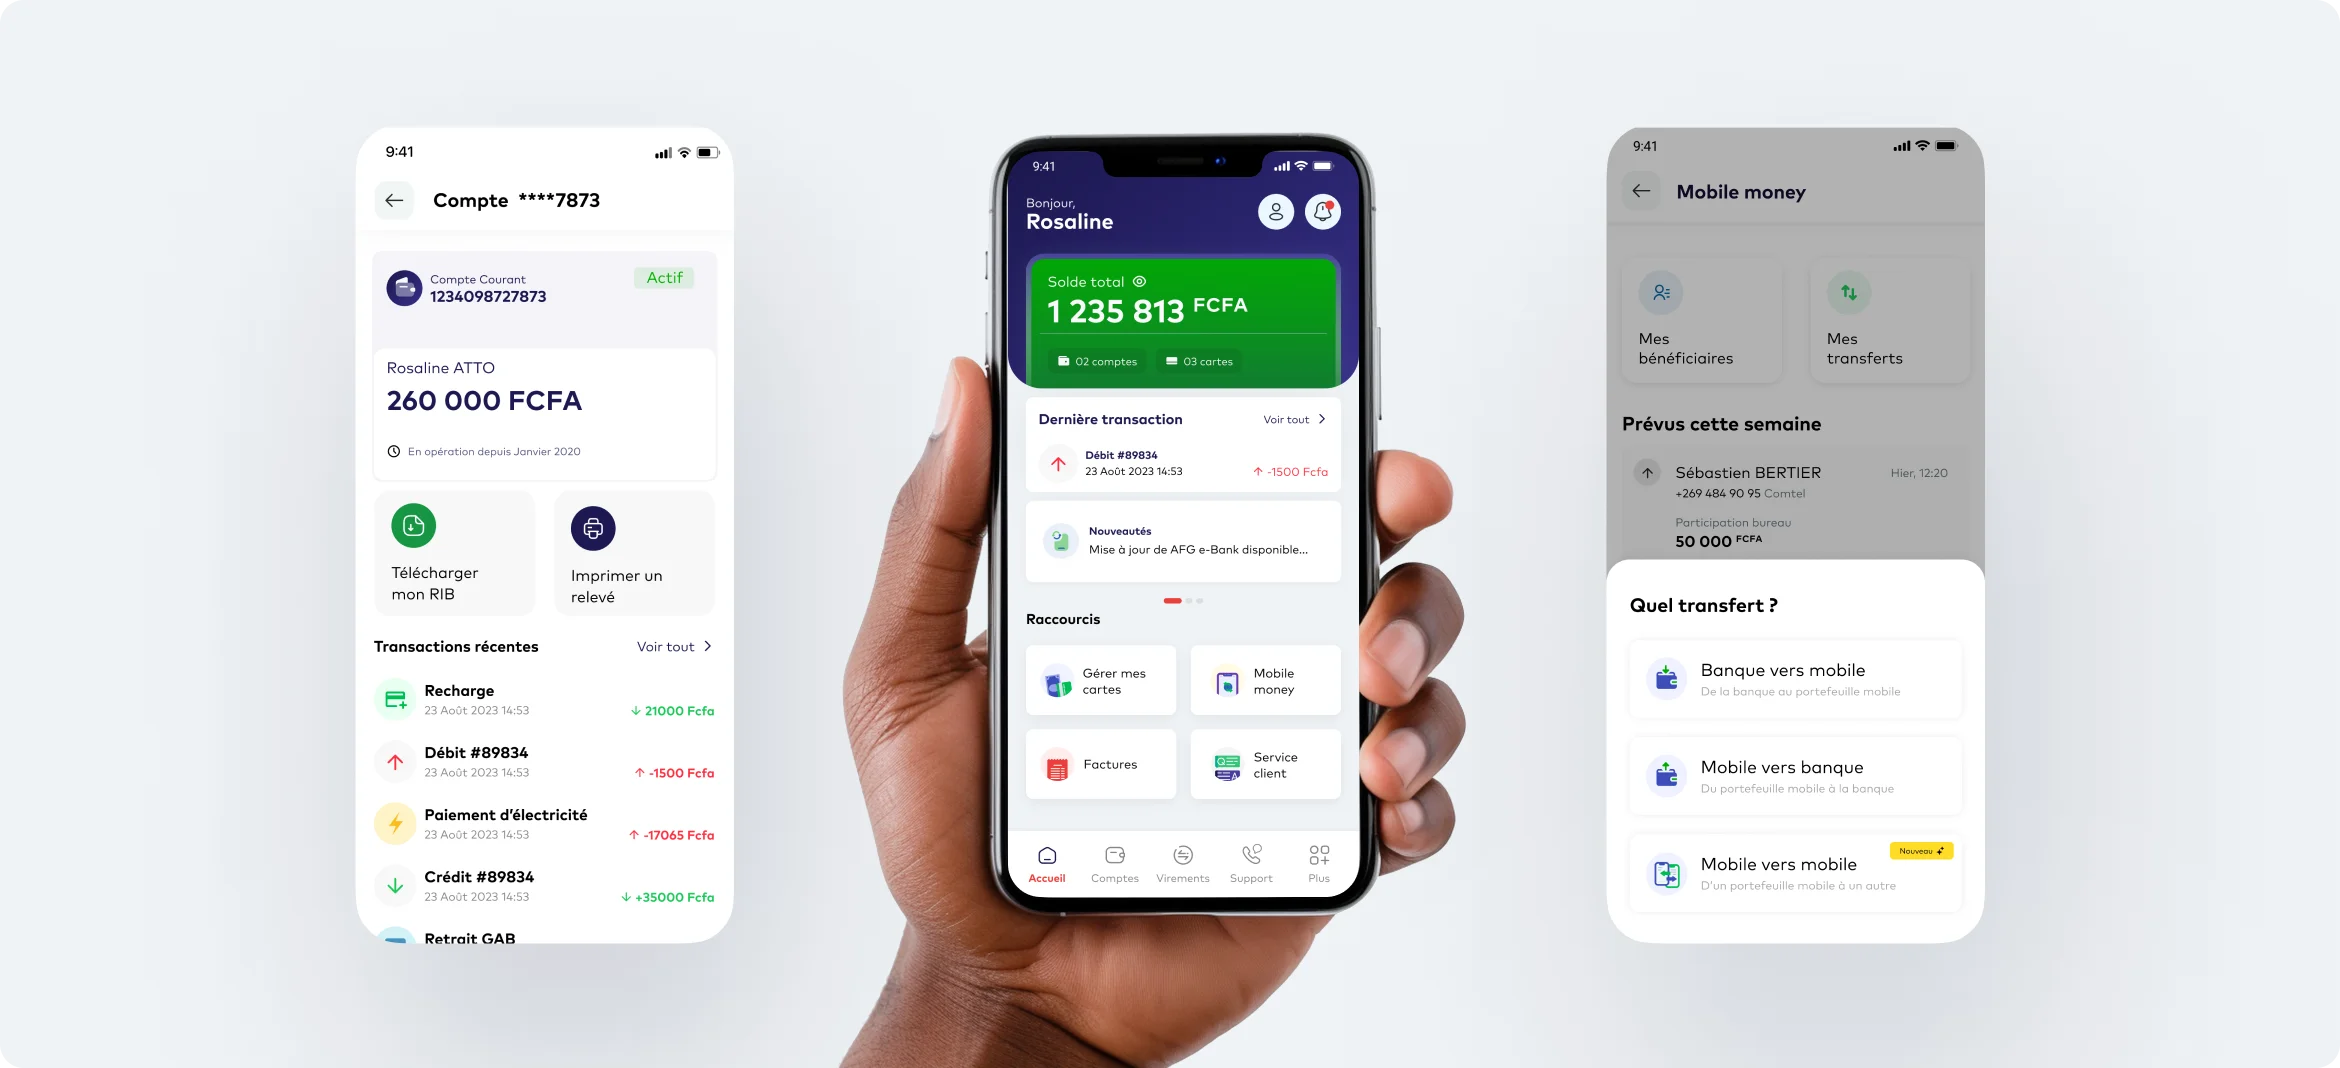 9:41
Compte ****7873
Compte Courant
1234098727873
Actif
Rosaline ATTO
260 000 FCFA
En opération depuis Janvier 2020
Télécharger
mon RIB
Imprimer un
relevé
Transactions récentes
Voir tout
Recharge
23 Août 2023 14:53
21000 Fcfa
Débit #89834
23 Août 2023 14:53
-1500 Fcfa
Paiement d'électricité
23 Août 2023 14:53
-17065 Fcfa
Crédit #89834
23 Août 2023 14:53
+35000 Fcfa
Retrait GAB
9:41
Bonjour,
Rosaline
Solde total
1 235 813 FCFA
02 comptes
03 cartes
Dernière transaction
Voir tout
Débit #89834
23 Août 2023 14:53
-1500 Fcfa
Nouveautés
Mise à jour de AFG e-Bank disponible...
Raccourcis
Gérer mes
cartes
Mobile
money
Factures
Service
client
Accueil
Comptes
Virements
Support
Plus
9:41
Mobile money
Mes
bénéficiaires
Mes
transferts
Prévus cette semaine
Sébastien BERTIER
Hier, 12:20
+269 484 90 95 Comtel
Participation bureau
50 000 FCFA
Quel transfert ?
Banque vers mobile
De la banque au portefeuille mobile
Mobile vers banque
Du portefeuille mobile à la banque
Nouveau
Mobile vers mobile
D'un portefeuille mobile à un autre